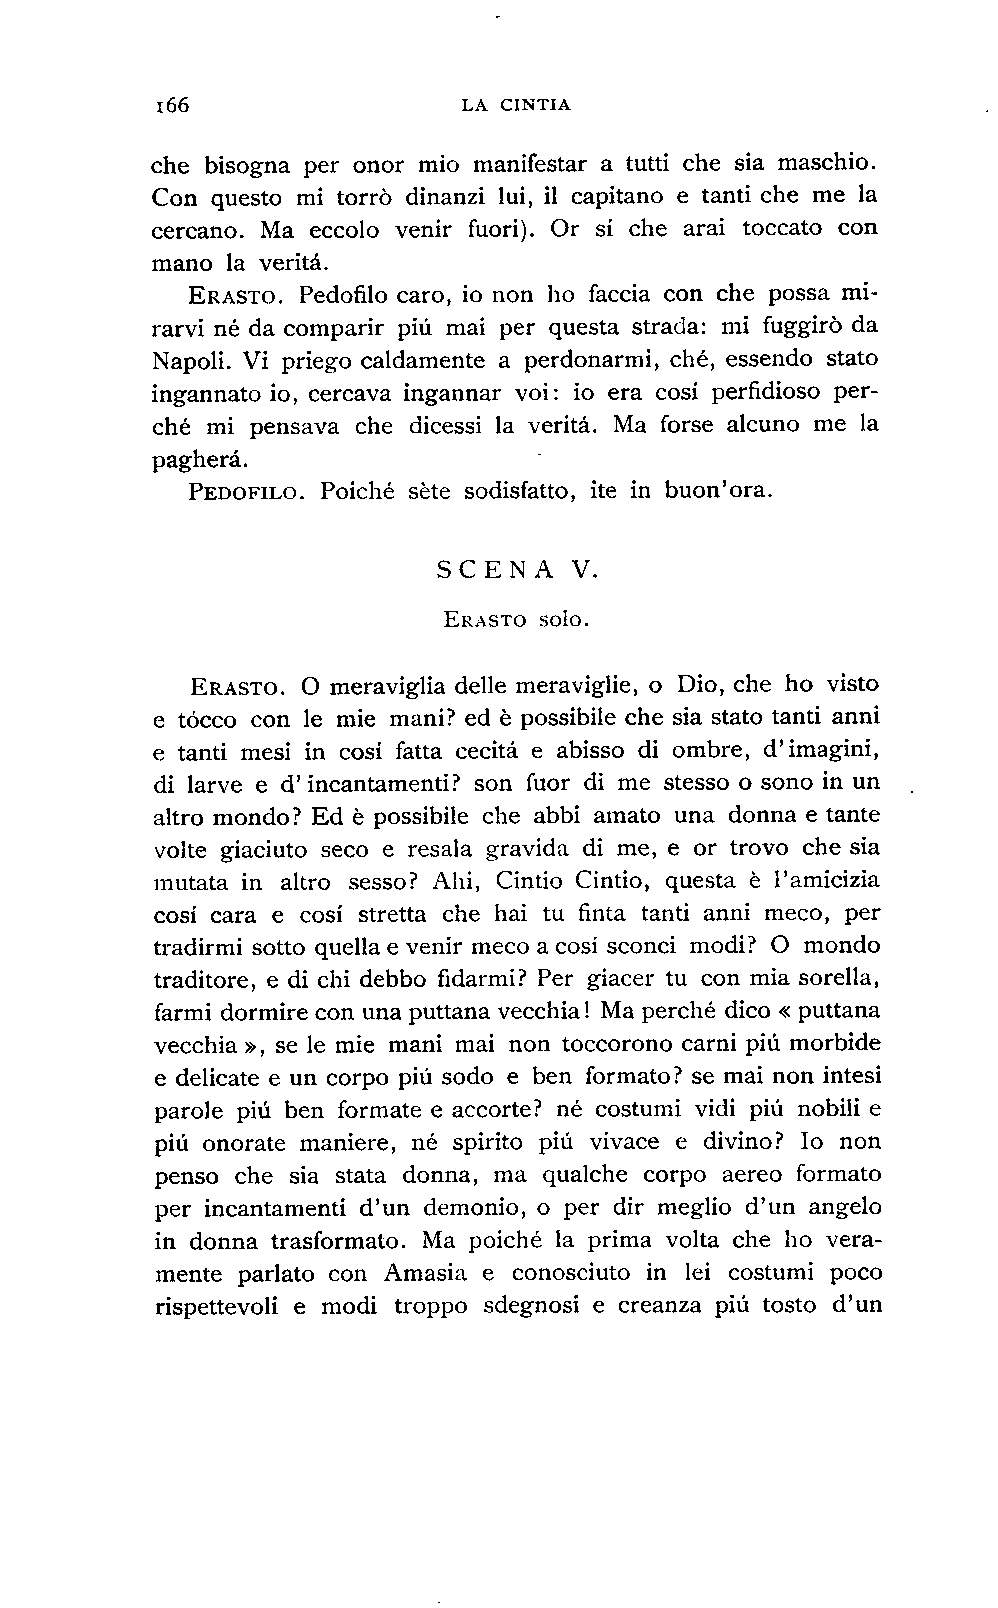 166 LA CINTIA
che bisogna per onor mio manifestar a tutti che sia maschio.
Con questo mi torrò dinanzi lui, il capitano e tanti che me la
cercano. Ma eccolo venir fuori). Or sí che arai toccato con
mano la veritá.
ERASTO. Pedofilo caro, io non ho faccia con che possa mi-
rarvi né da comparir piú mai per questa strada: mi fuggirò da
Napoli. Vi priego caldamente a perdonarmi, ché, essendo stato
ingannato io, cercava ingannar voi: io era cosí perfidioso per-
ché mi pensava che dicessi la veritá. Ma forse alcuno me la
pagherá.
PEDOFILO. Poiché sète sodisfatto, ite in buon'ora.
SCENA V.
ERASTO solo.
ERASTO. O meraviglia delle meraviglie, o Dio, che ho visto
e tócco con le mie mani? ed è possibile che sia stato tanti anni
e tanti mesi in cosí fatta cecitá e abisso di ombre, d'imagini,
di larve e d'incantamenti? son fuor di me stesso o sono in un
altro mondo? Ed è possibile che abbi amato una donna e tante
volte giaciuto seco e resala gravida di me, e or trovo che sia
mutata in altro sesso? Ahi, Cintio Cintio, questa è l'amicizia
cosí cara e cosí stretta che hai tu finta tanti anni meco, per
tradirmi sotto quella e venir meco a cosí sconci modi? O mondo
traditore, e di chi debbo fidarmi? Per giacer tu con mia sorella,
farmi dormire con una puttana vecchia! Ma perché dico « puttana
vecchia », se le mie mani mai non toccorono carni piú morbide
e delicate e un corpo piú sodo e ben formato? se mai non intesi
parole piú ben formate e accorte? né costumi vidi piú nobili e
piú onorate maniere, né spirito piú vivace e divino? Io non
penso che sia stata donna, ma qualche corpo aereo formato
per incantamenti d'un demonio, o per dir meglio d'un angelo
in donna trasformato. Ma poiché la prima volta che ho vera-
mente parlato con Amasia e conosciuto in lei costumi poco
rispettevoli e modi troppo sdegnosi e creanza piú tosto d'un